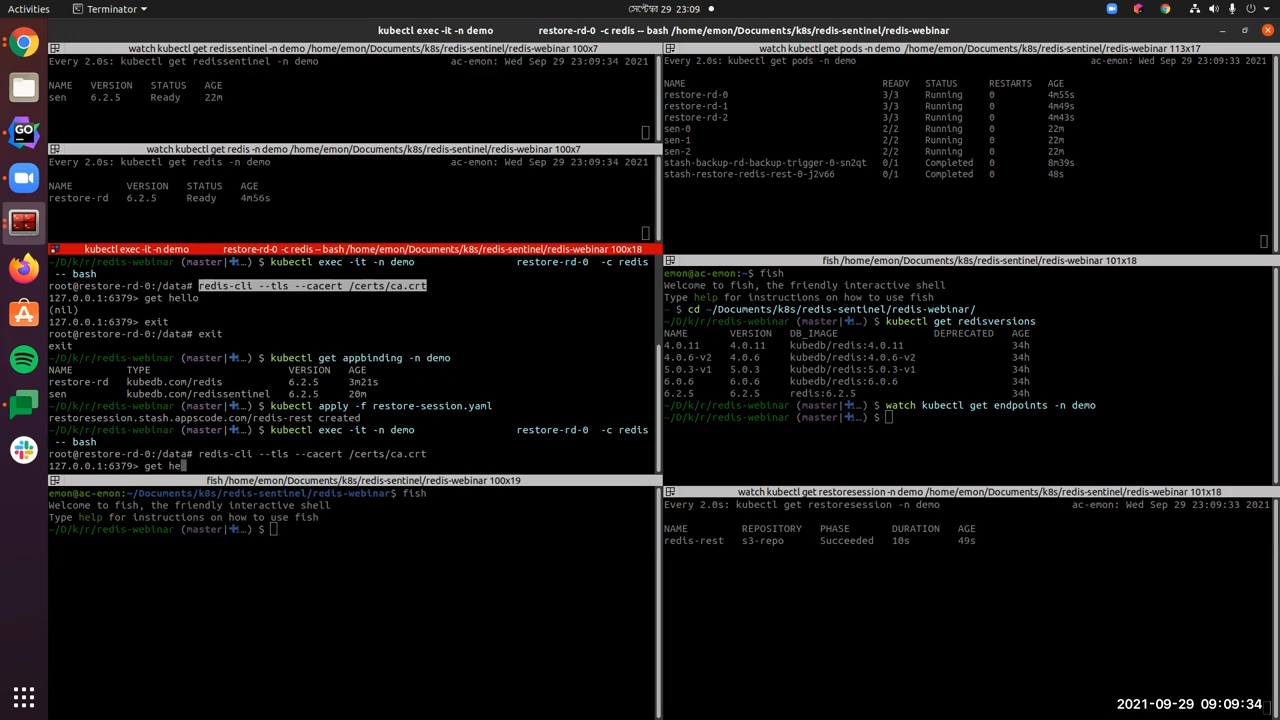 Activities
Terminator
সেপ্টেম্বর 29 23:09
kubectl exec -it -n demo restore-rd-0 -c redis -- bash
watch kubectl get redissentinel -n demo /home/emon/Documents/k8s/redis-sentinel/redis-webinar 100x7
Every 2.0s: kubectl get redissentinel -n demo ac-emon: Wed Sep 29 23:09:34 2021
NAME VERSION STATUS AGE
sen 6.2.5 Ready 22m
watch kubectl get redis -n demo /home/emon/Documents/k8s/redis-sentinel/redis-webinar 100x7
Every 2.0s: kubectl get redis -n demo ac-emon: Wed Sep 29 23:09:34 2021
NAME VERSION STATUS AGE
restore-rd 6.2.5 Ready 4m56s
kubectl exec -it -n demo restore-rd-0 -c redis -- bash /home/emon/Documents/k8s/redis-sentinel/redis-webinar 100x18
~/D/k/r/redis-webinar (master|✚1…) $ kubectl exec -it -n demo restore-rd-0 -c redis
-- bash
root@restore-rd-0:/data# redis-cli --tls --cacert /certs/ca.crt
127.0.0.1:6379> get hello
(nil)
127.0.0.1:6379> exit
root@restore-rd-0:/data# exit
exit
~/D/k/r/redis-webinar (master|✚1…) $ kubectl get appbinding -n demo
NAME TYPE VERSION AGE
restore-rd kubedb.com/redis 6.2.5 3m21s
sen kubedb.com/redissentinel 6.2.5 20m
~/D/k/r/redis-webinar (master|✚1…) $ kubectl apply -f restore-session.yaml
restoresession.stash.appscode.com/redis-rest created
~/D/k/r/redis-webinar (master|✚1…) $ kubectl exec -it -n demo restore-rd-0 -c redis
-- bash
root@restore-rd-0:/data# redis-cli --tls --cacert /certs/ca.crt
127.0.0.1:6379> get he
fish /home/emon/Documents/k8s/redis-sentinel/redis-webinar 100x19
emon@ac-emon:~/Documents/k8s/redis-sentinel/redis-webinar$ fish
Welcome to fish, the friendly interactive shell
Type help for instructions on how to use fish
~/D/k/r/redis-webinar (master|✚1…) $
watch kubectl get pods -n demo /home/emon/Documents/k8s/redis-sentinel/redis-webinar 113x17
Every 2.0s: kubectl get pods -n demo ac-emon: Wed Sep 29 23:09:33 2021
NAME READY STATUS RESTARTS AGE
restore-rd-0 3/3 Running 0 4m55s
restore-rd-1 3/3 Running 0 4m49s
restore-rd-2 3/3 Running 0 4m43s
sen-0 2/2 Running 0 22m
sen-1 2/2 Running 0 22m
sen-2 2/2 Running 0 22m
stash-backup-rd-backup-trigger-0-sn2qt 0/1 Completed 0 8m39s
stash-restore-redis-rest-0-j2v66 0/1 Completed 0 48s
fish /home/emon/Documents/k8s/redis-sentinel/redis-webinar 101x18
emon@ac-emon:~$ fish
Welcome to fish, the friendly interactive shell
Type help for instructions on how to use fish
~ $ cd ~/Documents/k8s/redis-sentinel/redis-webinar/
~/D/k/r/redis-webinar (master|✚1…) $ kubectl get redisversions
NAME VERSION DB_IMAGE DEPRECATED AGE
4.0.11 4.0.11 kubedb/redis:4.0.11 34h
4.0.6-v2 4.0.6 kubedb/redis:4.0.6-v2 34h
5.0.3-v1 5.0.3 kubedb/redis:5.0.3-v1 34h
6.0.6 6.0.6 kubedb/redis:6.0.6 34h
6.2.5 6.2.5 redis:6.2.5 34h
~/D/k/r/redis-webinar (master|✚1…) $ watch kubectl get endpoints -n demo
~/D/k/r/redis-webinar (master|✚1…) $
watch kubectl get restoresession -n demo /home/emon/Documents/k8s/redis-sentinel/redis-webinar 101x18
Every 2.0s: kubectl get restoresession -n demo ac-emon: Wed Sep 29 23:09:34 2021
NAME REPOSITORY PHASE DURATION AGE
redis-rest s3-repo Succeeded 10s 49s
2021-09-29 09:09:34